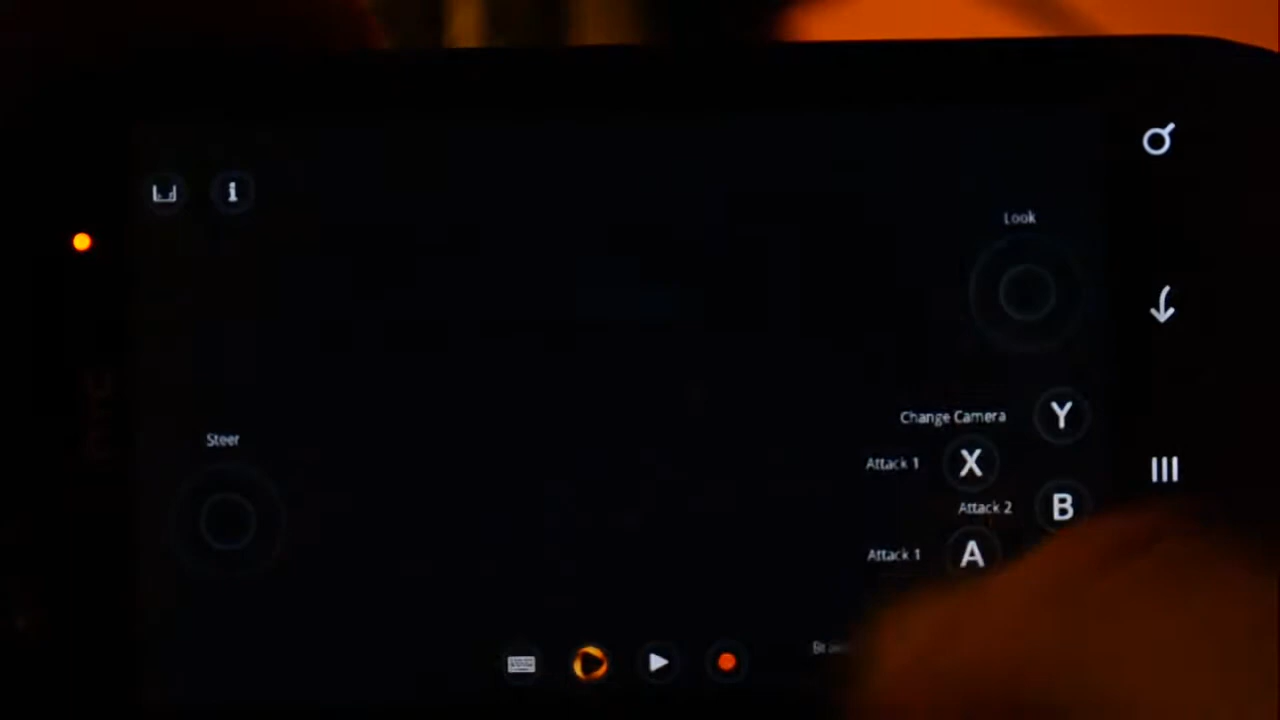 Look
Steer
Change Camera Y
Attack 1 X
Attack 2 B
Attack 1 A